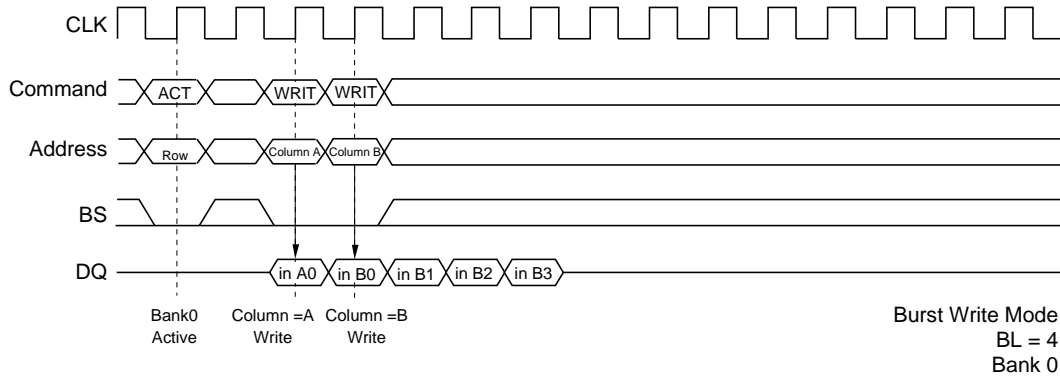 CLK
Command ACT WRIT WRIT
Address Row Column A Column B
BS
DQ in A0 in B0 in B1 in B2 in B3
Bank0 Column =A Column =B
Active Write Write
Burst Write Mode
BL = 4
Bank 0